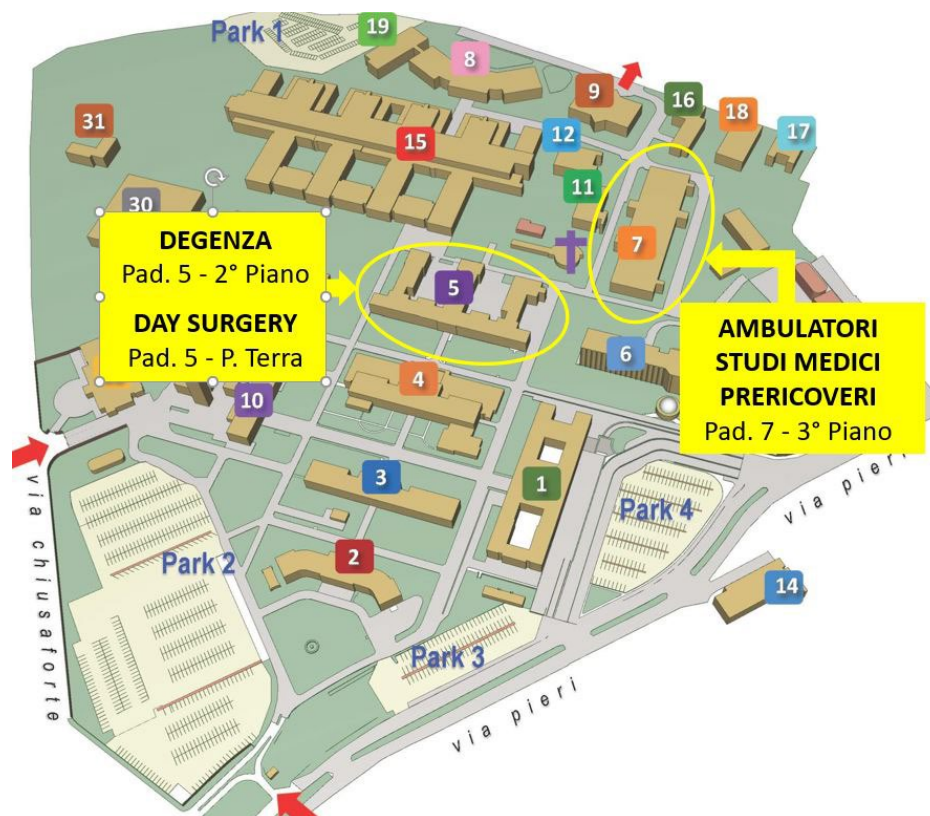 Park 1
19
8
9
16
18
17
31
15
12
11
30
7
DEGENZA
Pad. 5 - 2° Piano
DAY SURGERY
Pad. 5 - P. Terra
5
AMBULATORI
STUDI MEDICI
PRERICOVERI
Pad. 7 - 3° Piano
6
4
10
3
1
2
Park 2
Park 4
14
Park 3
via chiusaforte
via pieri
via pieri